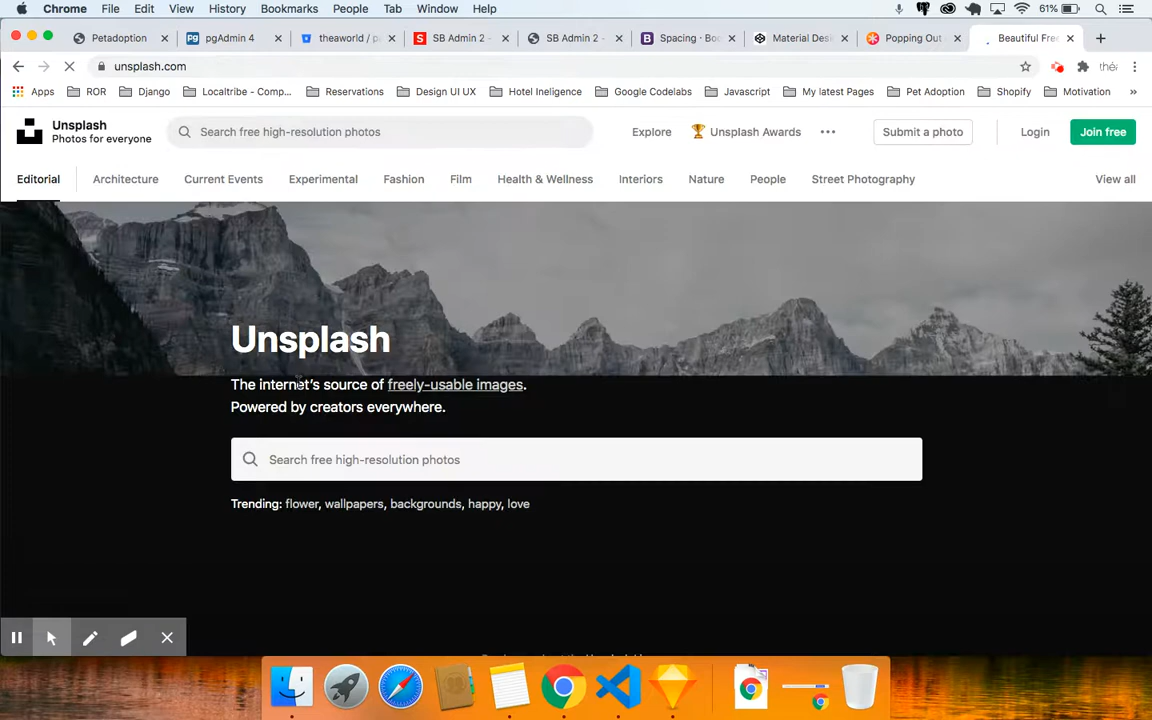 Chrome File Edit View History Bookmarks People Tab Window Help 61%
Petadoption pgAdmin 4 theaworld / p SB Admin 2 - SB Admin 2 - Spacing · Boo Material Des Popping Out Beautiful Free
unsplash.com
Apps ROR Django Localtribe - Comp... Reservations Design UI UX Hotel Ineligence Google Codelabs Javascript My latest Pages Pet Adoption Shopify Motivation »
Unsplash
Photos for everyone
Search free high-resolution photos
Explore Unsplash Awards Submit a photo Login Join free
Editorial Architecture Current Events Experimental Fashion Film Health & Wellness Interiors Nature People Street Photography View all
Unsplash
The internet's source of freely-usable images.
Powered by creators everywhere.
Search free high-resolution photos
Trending: flower, wallpapers, backgrounds, happy, love